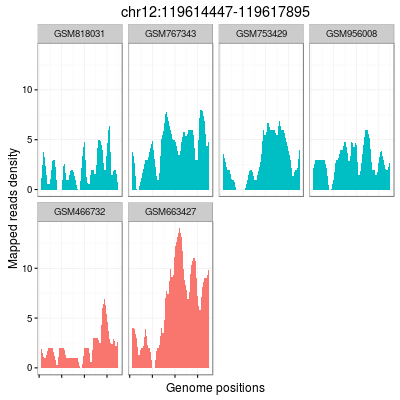 chr12:119614447-119617895
GSM818031 GSM767343 GSM753429 GSM956008
10
5
0
GSM466732 GSM663427
10
5
0
Mapped reads density
Genome positions